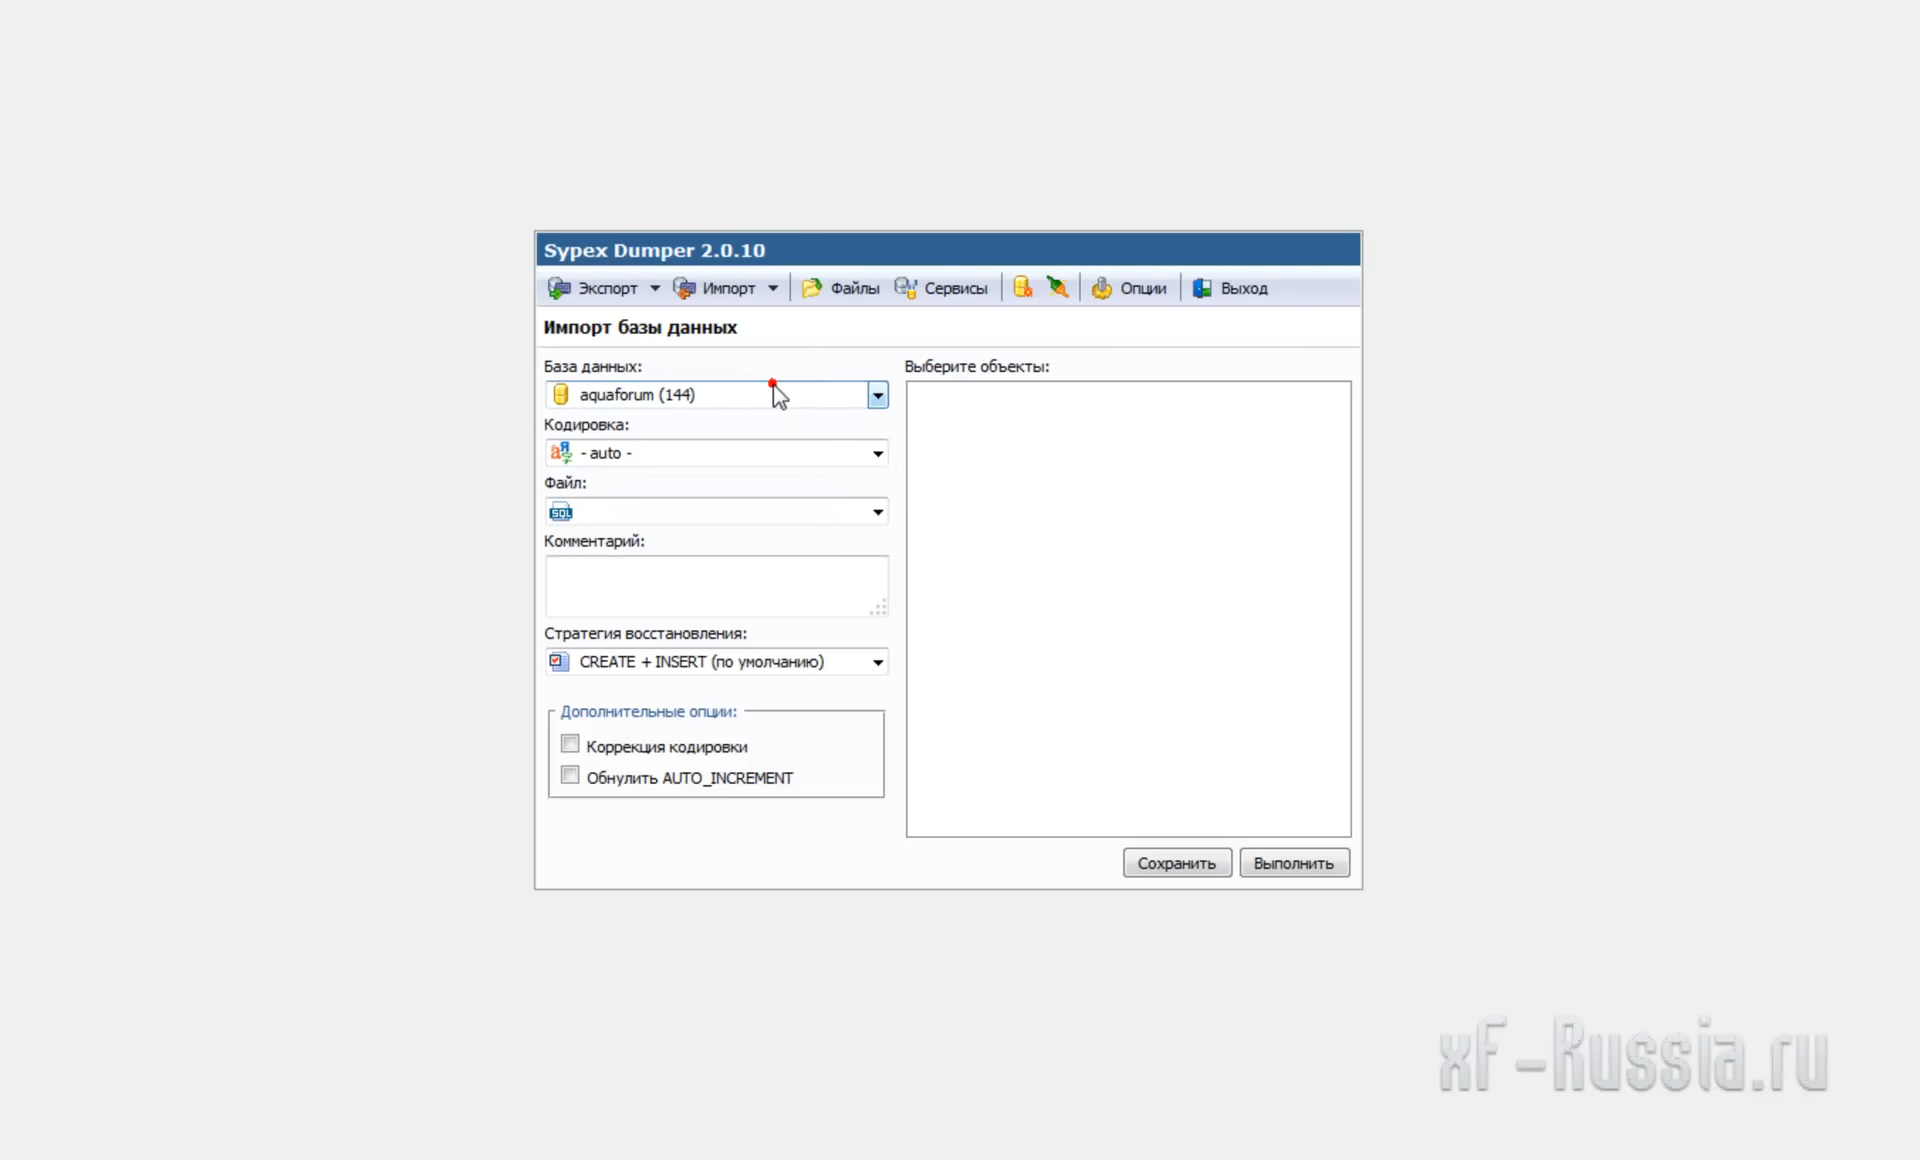 Sypex Dumper 2.0.10
Экспорт Импорт Файлы Сервисы Опции Выход
Импорт базы данных
База данных:
aquaforum (144)
Кодировка:
- auto -
Файл:
SQL
Комментарий:
Стратегия восстановления:
CREATE + INSERT (по умолчанию)
Дополнительные опции:
Коррекция кодировки
Обнулить AUTO_INCREMENT
Выберите объекты:
Сохранить Выполнить
xF-Russia.ru